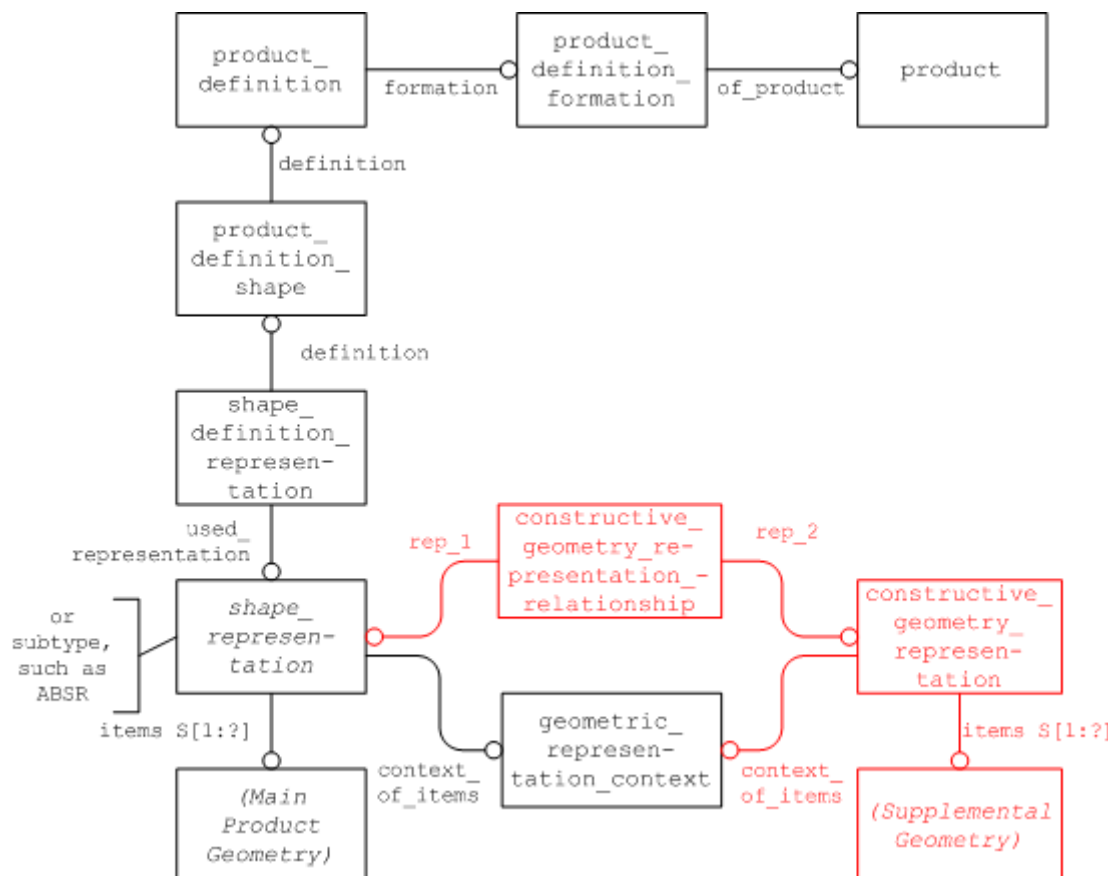 product_
definition
formation
product_
definition_
formation
of_product
product
definition
product_
definition_
shape
definition
shape_
definition_
represen-
tation
used_
representation
rep_1
constructive_
geometry_re-
presentation_-
relationship
rep_2
or
subtype,
such as
ABSR
shape_
represen-
tation
constructive_
geometry_
represen-
tation
items S[1:?]
context_
of_items
geometric_
represen-
tation_context
context_
of_items
items S[1:?]
(Main
Product
Geometry)
(Supplemental
Geometry)